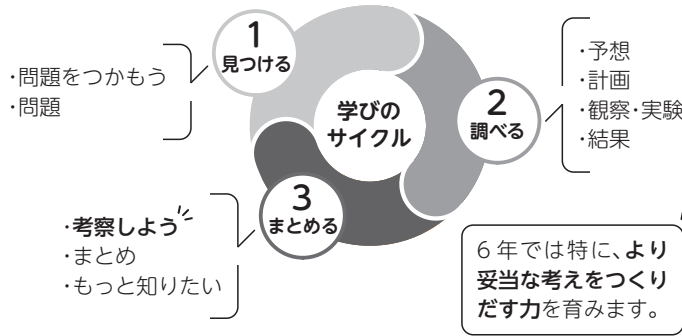 1
見つける
・問題をつかもう
・問題
学びの
サイクル
2
調べる
・予想
・計画
・観察・実験
・結果
3
まとめる
・考察しよう
・まとめ
・もっと知りたい
6年では特に、より
妥当な考えをつくり
だす力を育みます。